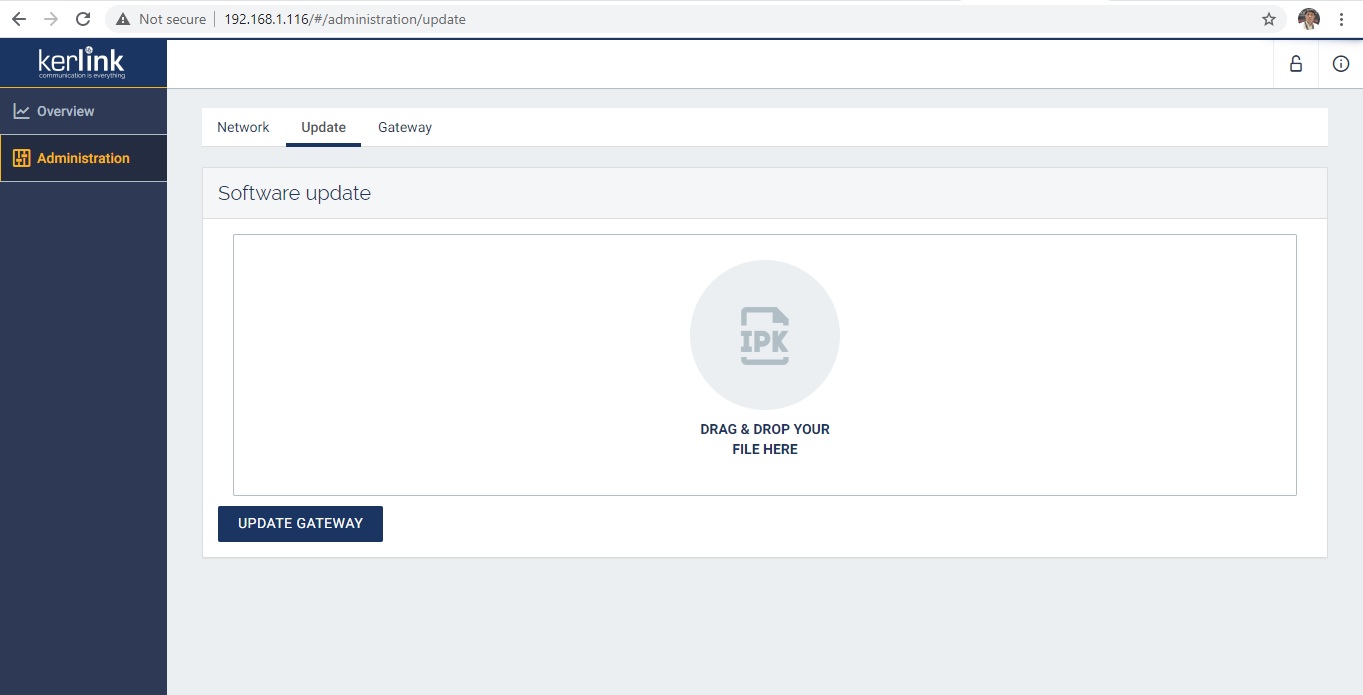 Not secure
192.168.1.116/#/administration/update
kerlink
communication is everything
Overview
Administration
Network
Update
Gateway
Software update
IPK
DRAG & DROP YOUR
FILE HERE
UPDATE GATEWAY